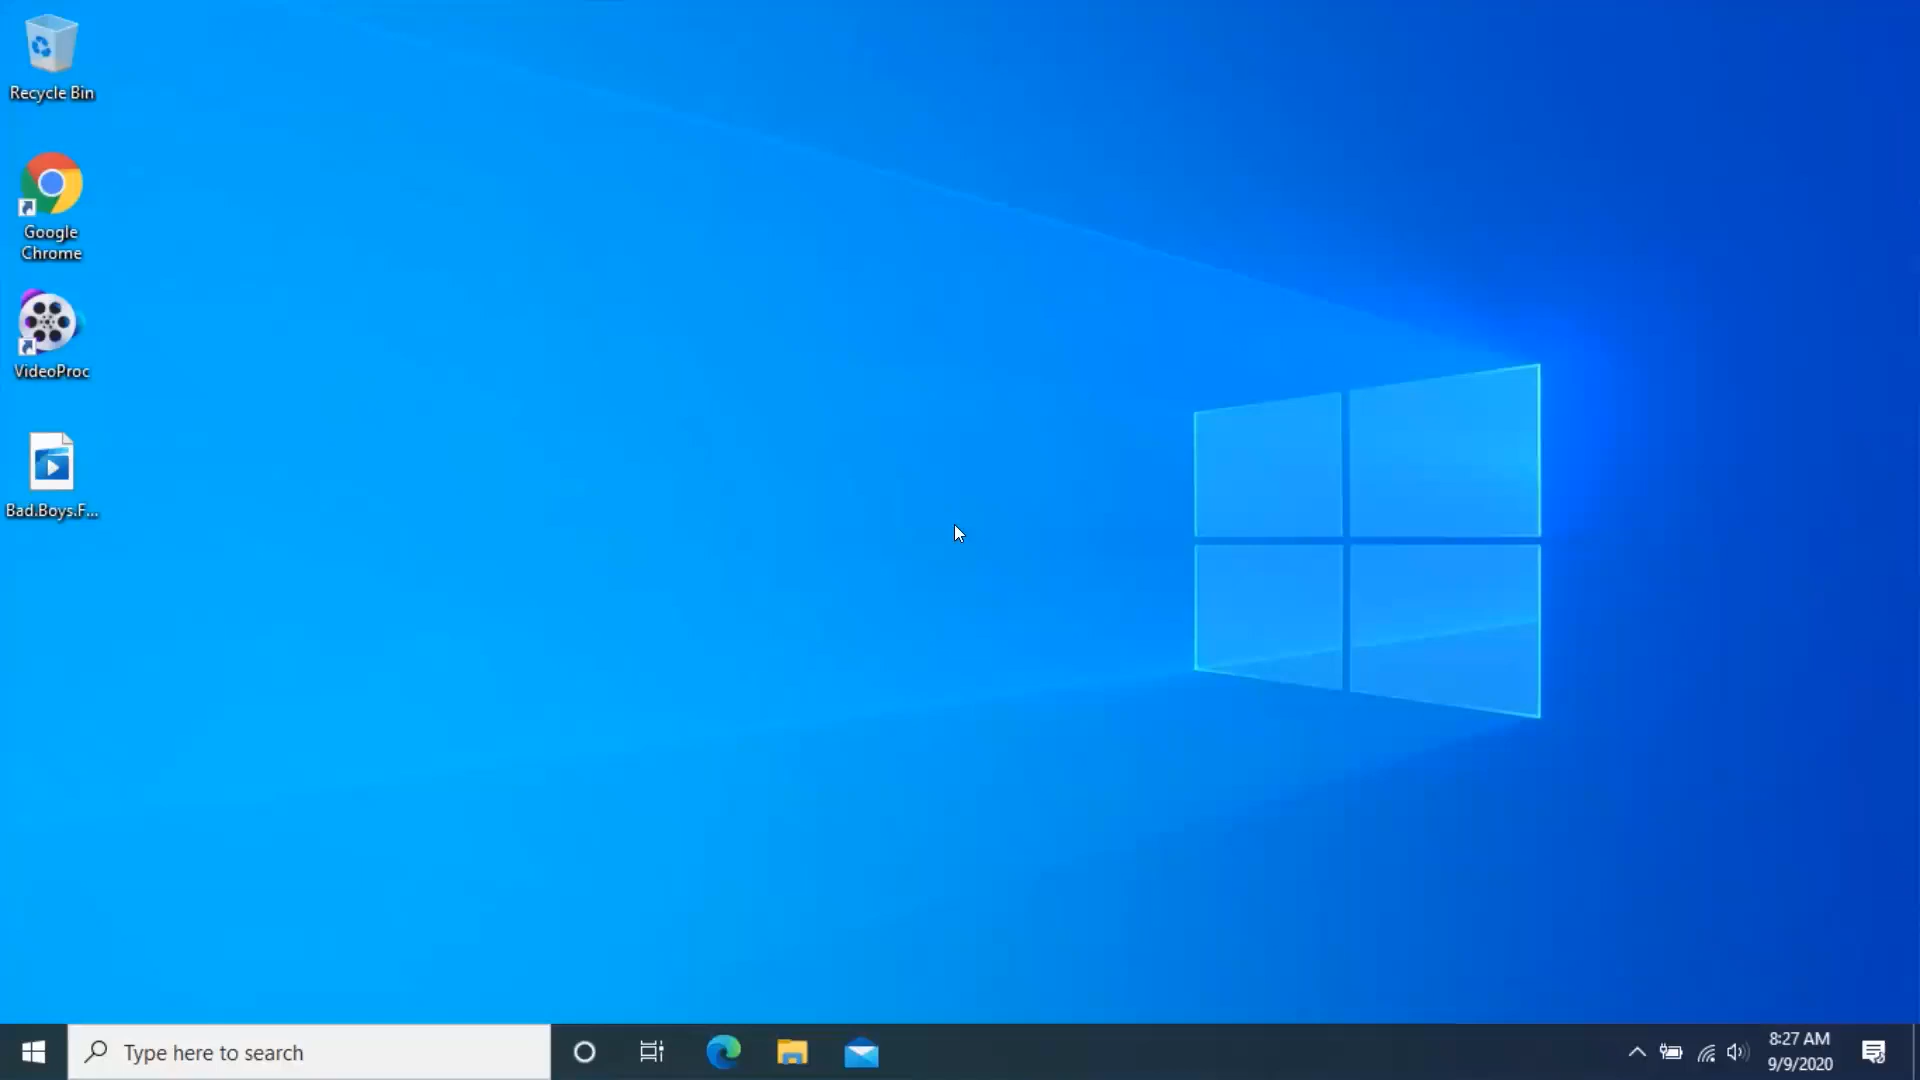 Recycle Bin
Google
Chrome
VideoProc
Bad.Boys.F...
Type here to search
8:27 AM
9/9/2020